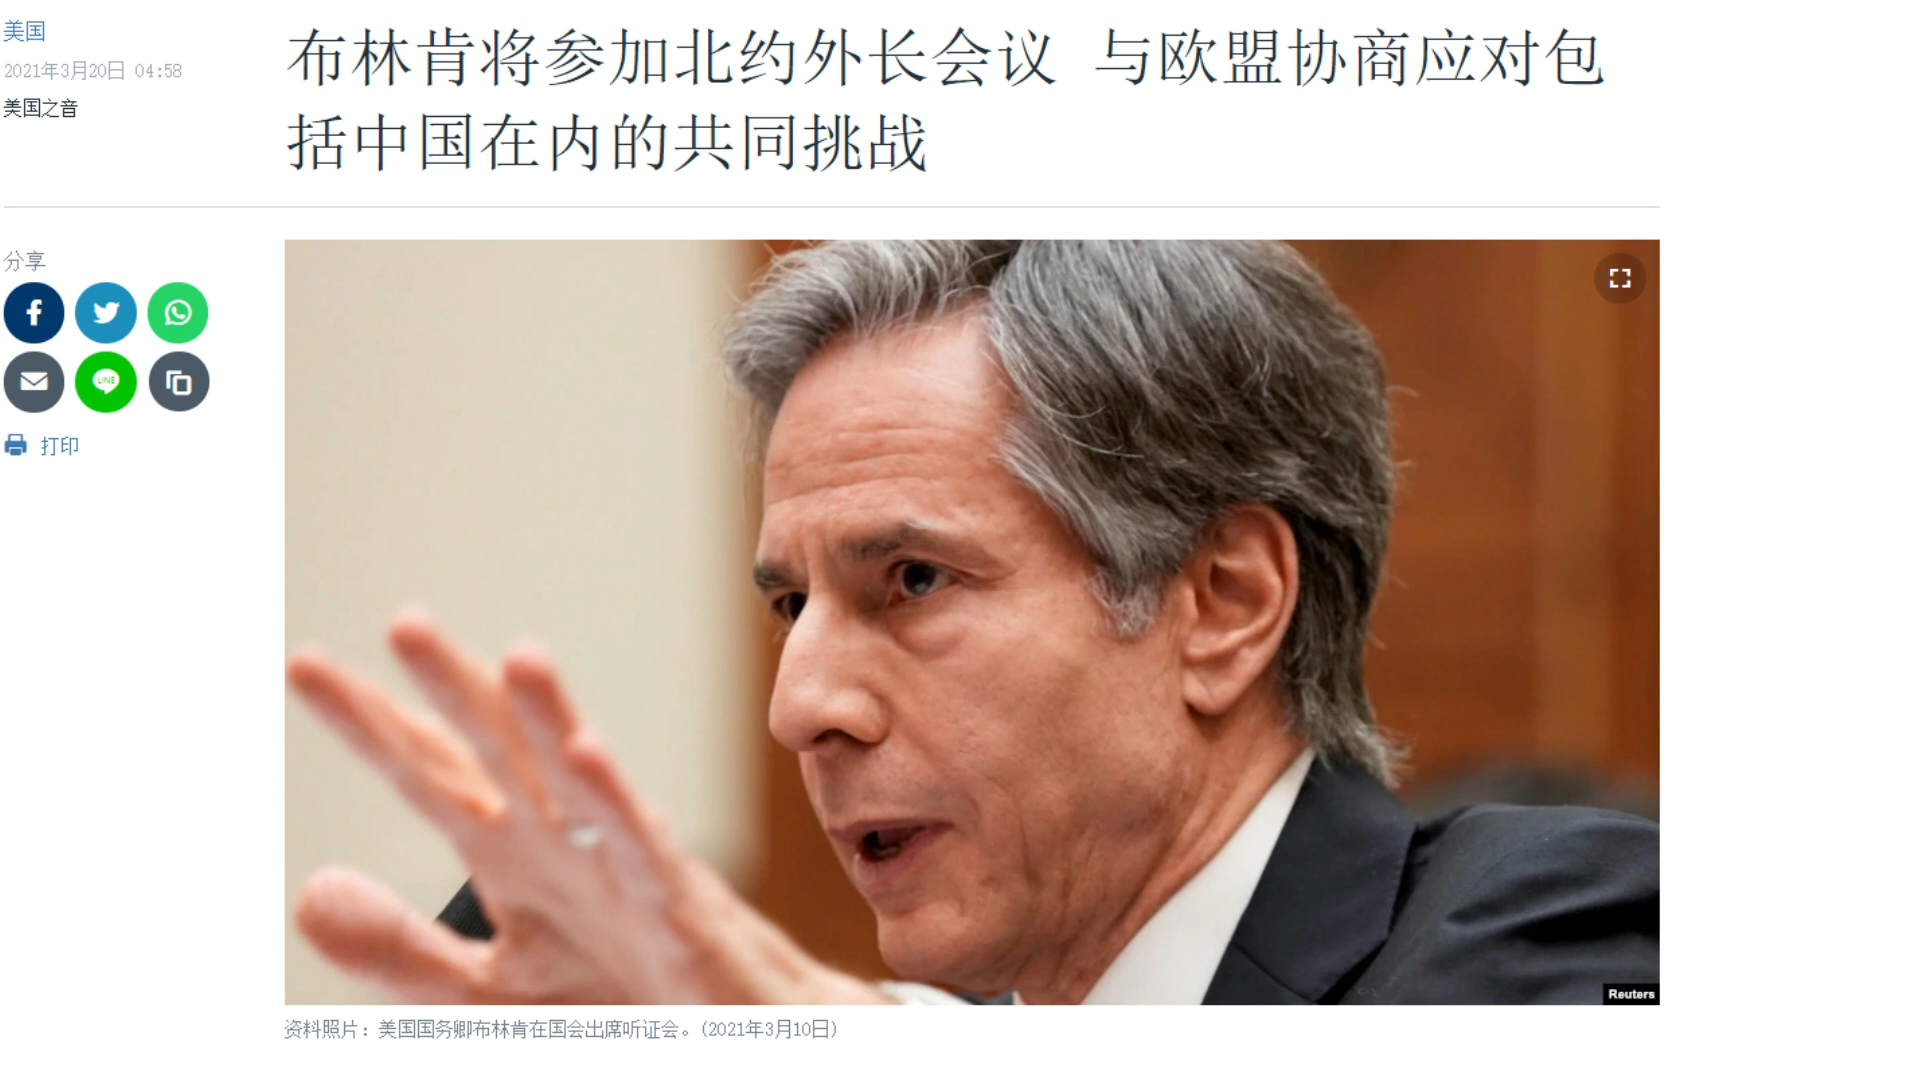 美国
2021年3月20日 04:58
美国之音
布林肯将参加北约外长会议 与欧盟协商应对包
括中国在内的共同挑战
分享
LINE
打印
Reuters
资料照片：美国国务卿布林肯在国会出席听证会。(2021年3月10日)